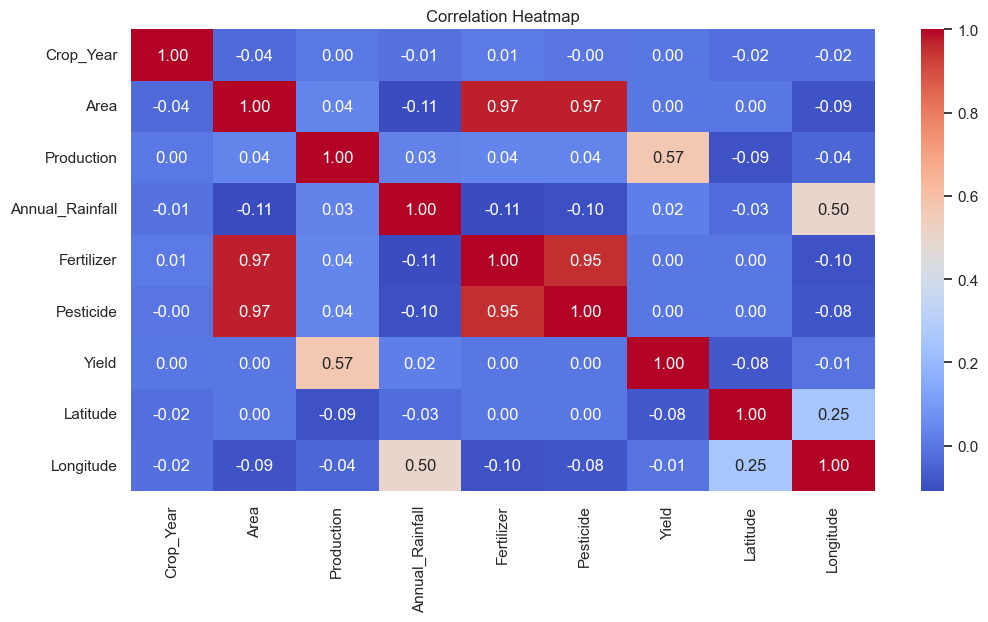 Correlation Heatmap
Crop_Year 1.00 -0.04 0.00 -0.01 0.01 -0.00 0.00 -0.02 -0.02
Area -0.04 1.00 0.04 -0.11 0.97 0.97 0.00 0.00 -0.09
Production 0.00 0.04 1.00 0.03 0.04 0.04 0.57 -0.09 -0.04
Annual_Rainfall -0.01 -0.11 0.03 1.00 -0.11 -0.10 0.02 -0.03 0.50
Fertilizer 0.01 0.97 0.04 -0.11 1.00 0.95 0.00 0.00 -0.10
Pesticide -0.00 0.97 0.04 -0.10 0.95 1.00 0.00 0.00 -0.08
Yield 0.00 0.00 0.57 0.02 0.00 0.00 1.00 -0.08 -0.01
Latitude -0.02 0.00 -0.09 -0.03 0.00 0.00 -0.08 1.00 0.25
Longitude -0.02 -0.09 -0.04 0.50 -0.10 -0.08 -0.01 0.25 1.00
Crop_Year
Area
Production
Annual_Rainfall
Fertilizer
Pesticide
Yield
Latitude
Longitude
1.0
0.8
0.6
0.4
0.2
0.0